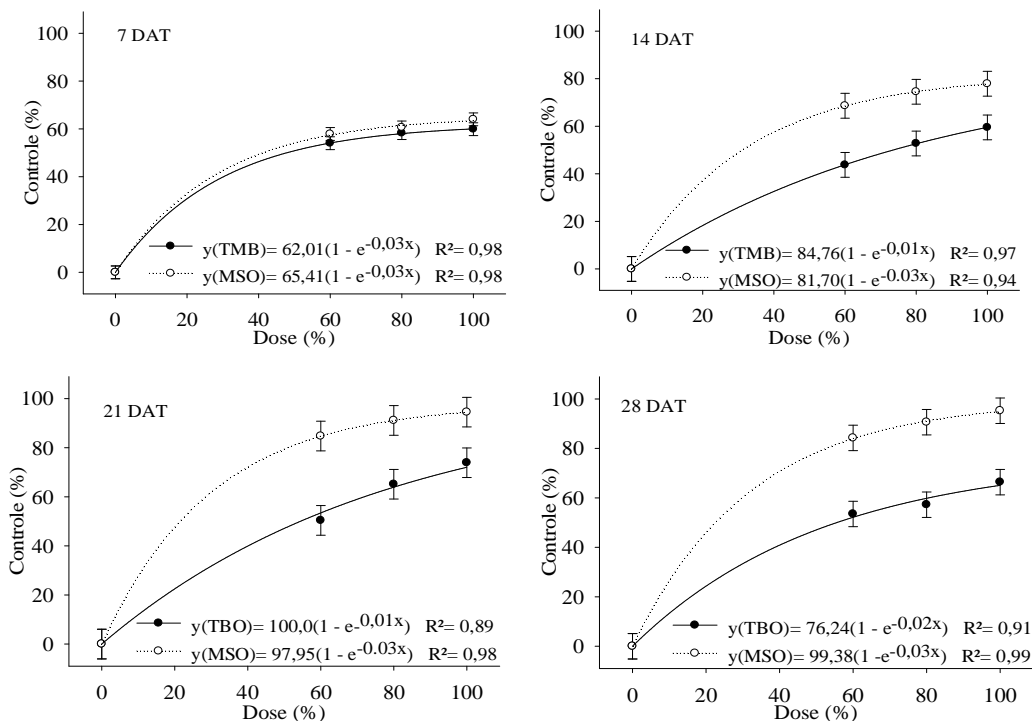 7 DAT
Controle (%)
100
80
60
40
20
0
y(TMB)= 62,01(1 - e-0,03x) R²= 0,98
y(MSO)= 65,41(1 - e-0,03x) R²= 0,98
0 20 40 60 80 100
Dose (%)
14 DAT
Controle (%)
100
80
60
40
20
0
y(TMB)= 84,76(1 - e-0,01x) R²= 0,97
y(MSO)= 81,70(1 - e-0.03x) R²= 0,94
0 20 40 60 80 100
Dose (%)
21 DAT
Controle (%)
100
80
60
40
20
0
y(TBO)= 100,0(1 - e-0,01x) R²= 0,89
y(MSO)= 97,95(1 - e-0.03x) R²= 0,98
0 20 40 60 80 100
Dose (%)
28 DAT
Controle (%)
100
80
60
40
20
0
y(TBO)= 76,24(1 - e-0,02x) R²= 0,91
y(MSO)= 99,38(1 -e-0,03x) R²= 0,99
0 20 40 60 80 100
Dose (%)